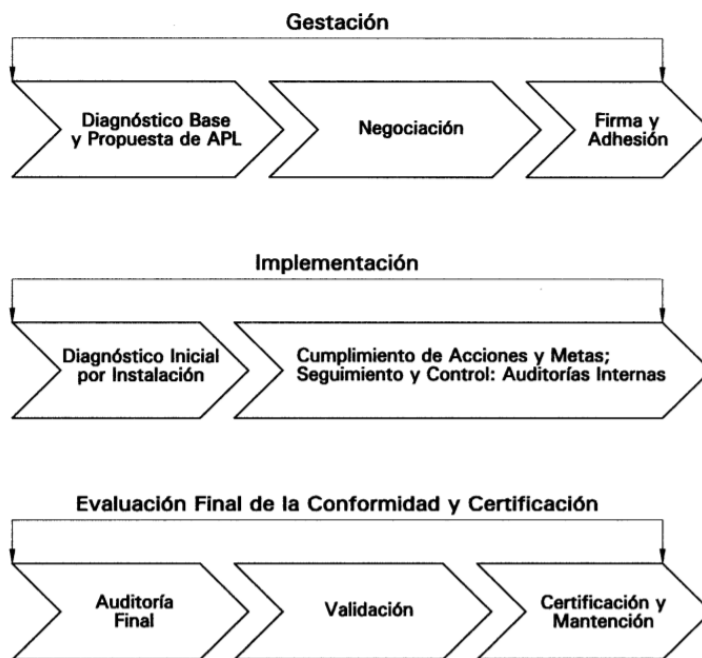 Gestación
Diagnóstico Base
y Propuesta de APL
Negociación
Firma y
Adhesión
Implementación
Diagnóstico Inicial
por Instalación
Cumplimiento de Acciones y Metas;
Seguimiento y Control: Auditorías Internas
Evaluación Final de la Conformidad y Certificación
Auditoría
Final
Validación
Certificación y
Mantención